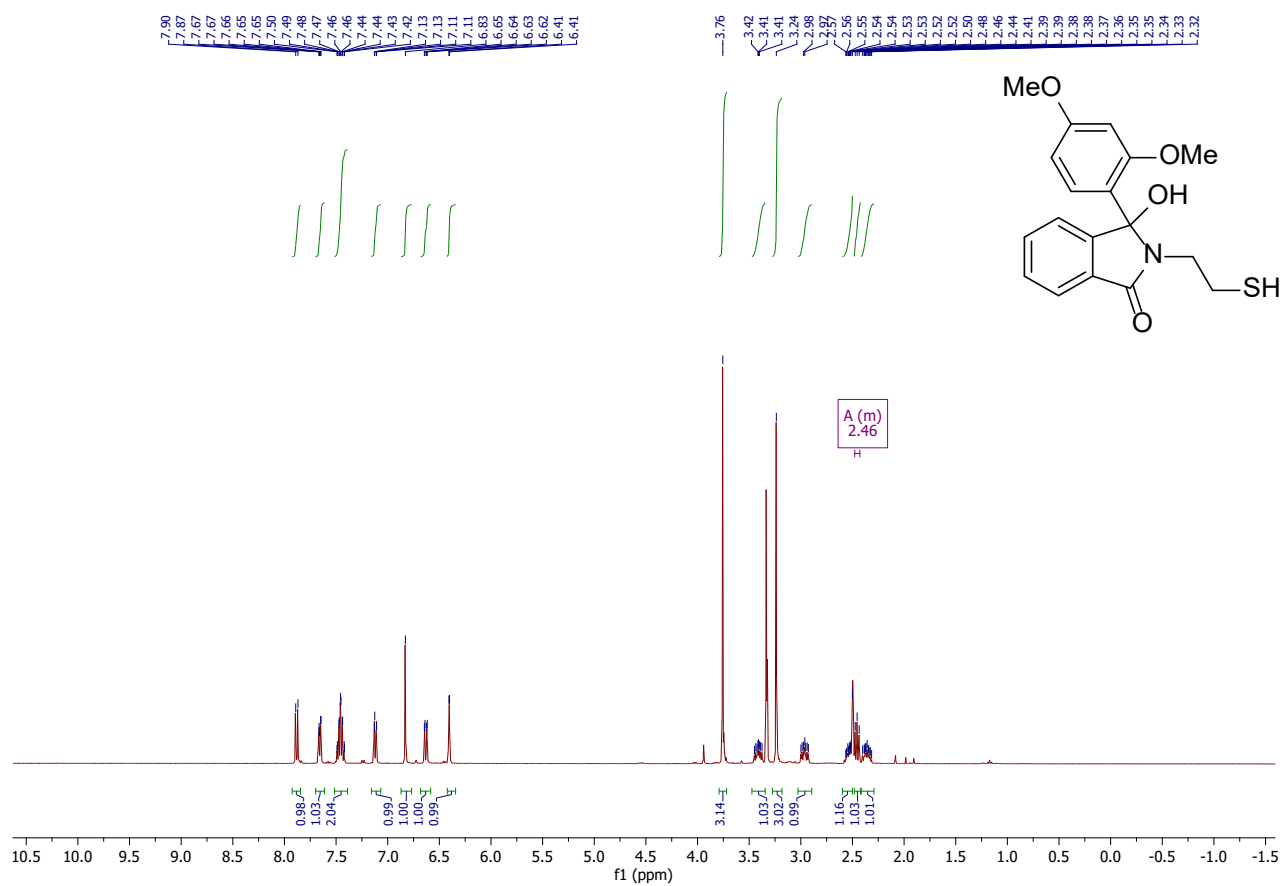 7.90 7.87 7.67 7.67 7.66 7.65 7.65 7.50 7.49 7.48 7.47 7.46 7.46 7.44 7.44 7.43 7.42 7.13 7.13 7.11 7.11 6.83 6.65 6.64 6.63 6.62 6.41 6.41
3.76
3.42 3.41 3.41 3.24 2.98 2.97 2.57 2.56 2.55 2.54 2.54 2.53 2.53 2.52 2.52 2.50 2.48 2.46 2.44 2.41 2.39 2.39 2.38 2.38 2.37 2.36 2.35 2.35 2.34 2.33 2.32
MeO
OMe
OH
N
SH
O
A (m)
2.46
H
0.98 1.03 2.04 0.99 1.00 1.00 0.99 3.14 1.03 3.02 0.99 1.16 1.03 1.01
10.5 10.0 9.5 9.0 8.5 8.0 7.5 7.0 6.5 6.0 5.5 5.0 4.5 4.0 3.5 3.0 2.5 2.0 1.5 1.0 0.5 0.0 -0.5 -1.0 -1.5
f1 (ppm)